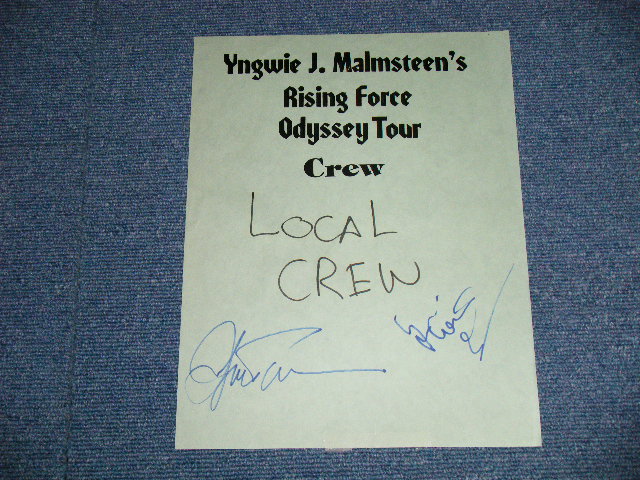 Yngwie J. Malmsteen's
Rising Force
Odyssey Tour
Crew
LOCAL
CREW